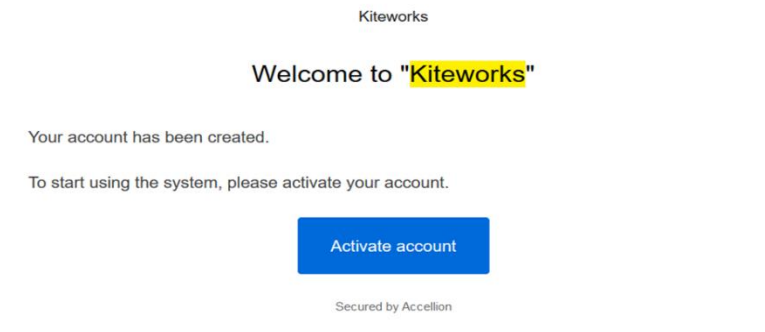 Kiteworks
Welcome to "Kiteworks"
Your account has been created.
To start using the system, please activate your account.
Activate account
Secured by Accellion